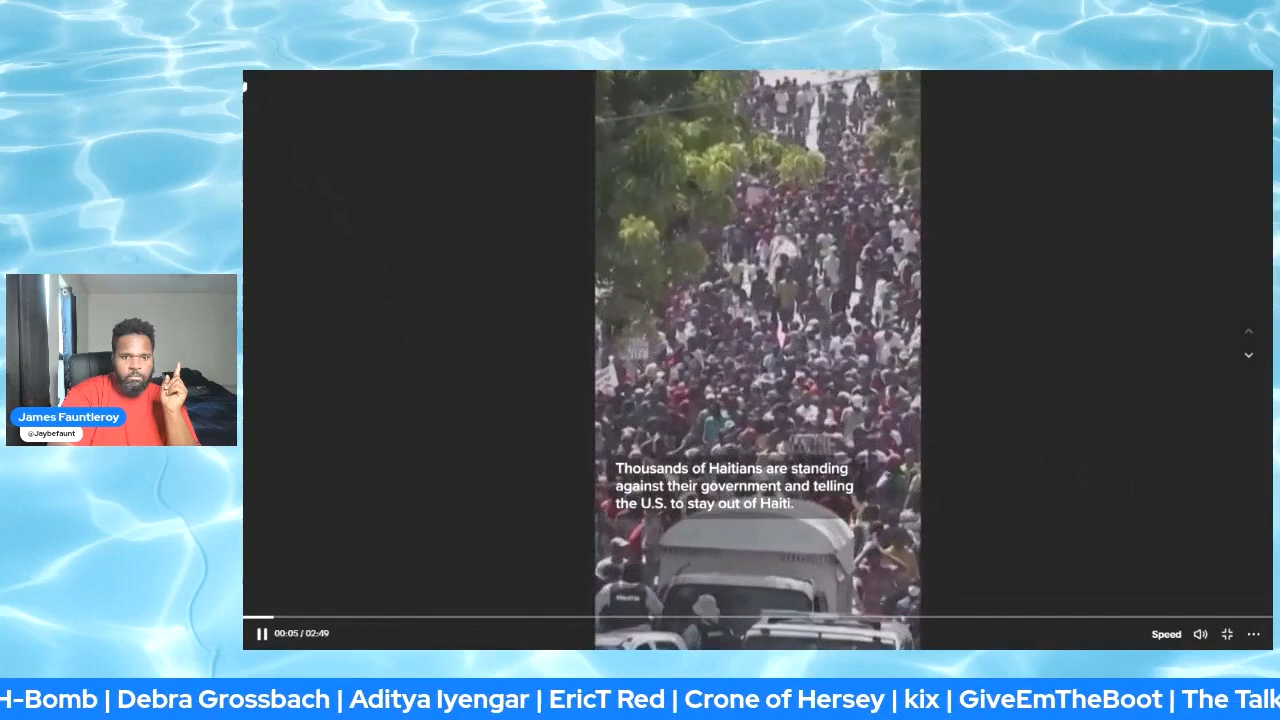 James Fauntleroy
@Jaybefaunt
Thousands of Haitians are standing
against their government and telling
the U.S. to stay out of Haiti.
00:05 / 02:49
Speed
H-Bomb | Debra Grossbach | Aditya Iyengar | EricT Red | Crone of Hersey | kix | GiveEmTheBoot | The Talk